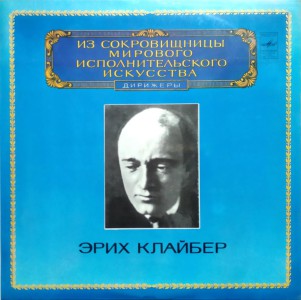 ИЗ СОКРОВИЩНИЦЫ
МИРОВОГО
ИСПОЛНИТЕЛЬСКОГО
ИСКУССТВА
ДИРИЖЕРЫ
ЭРИХ КЛАЙБЕР